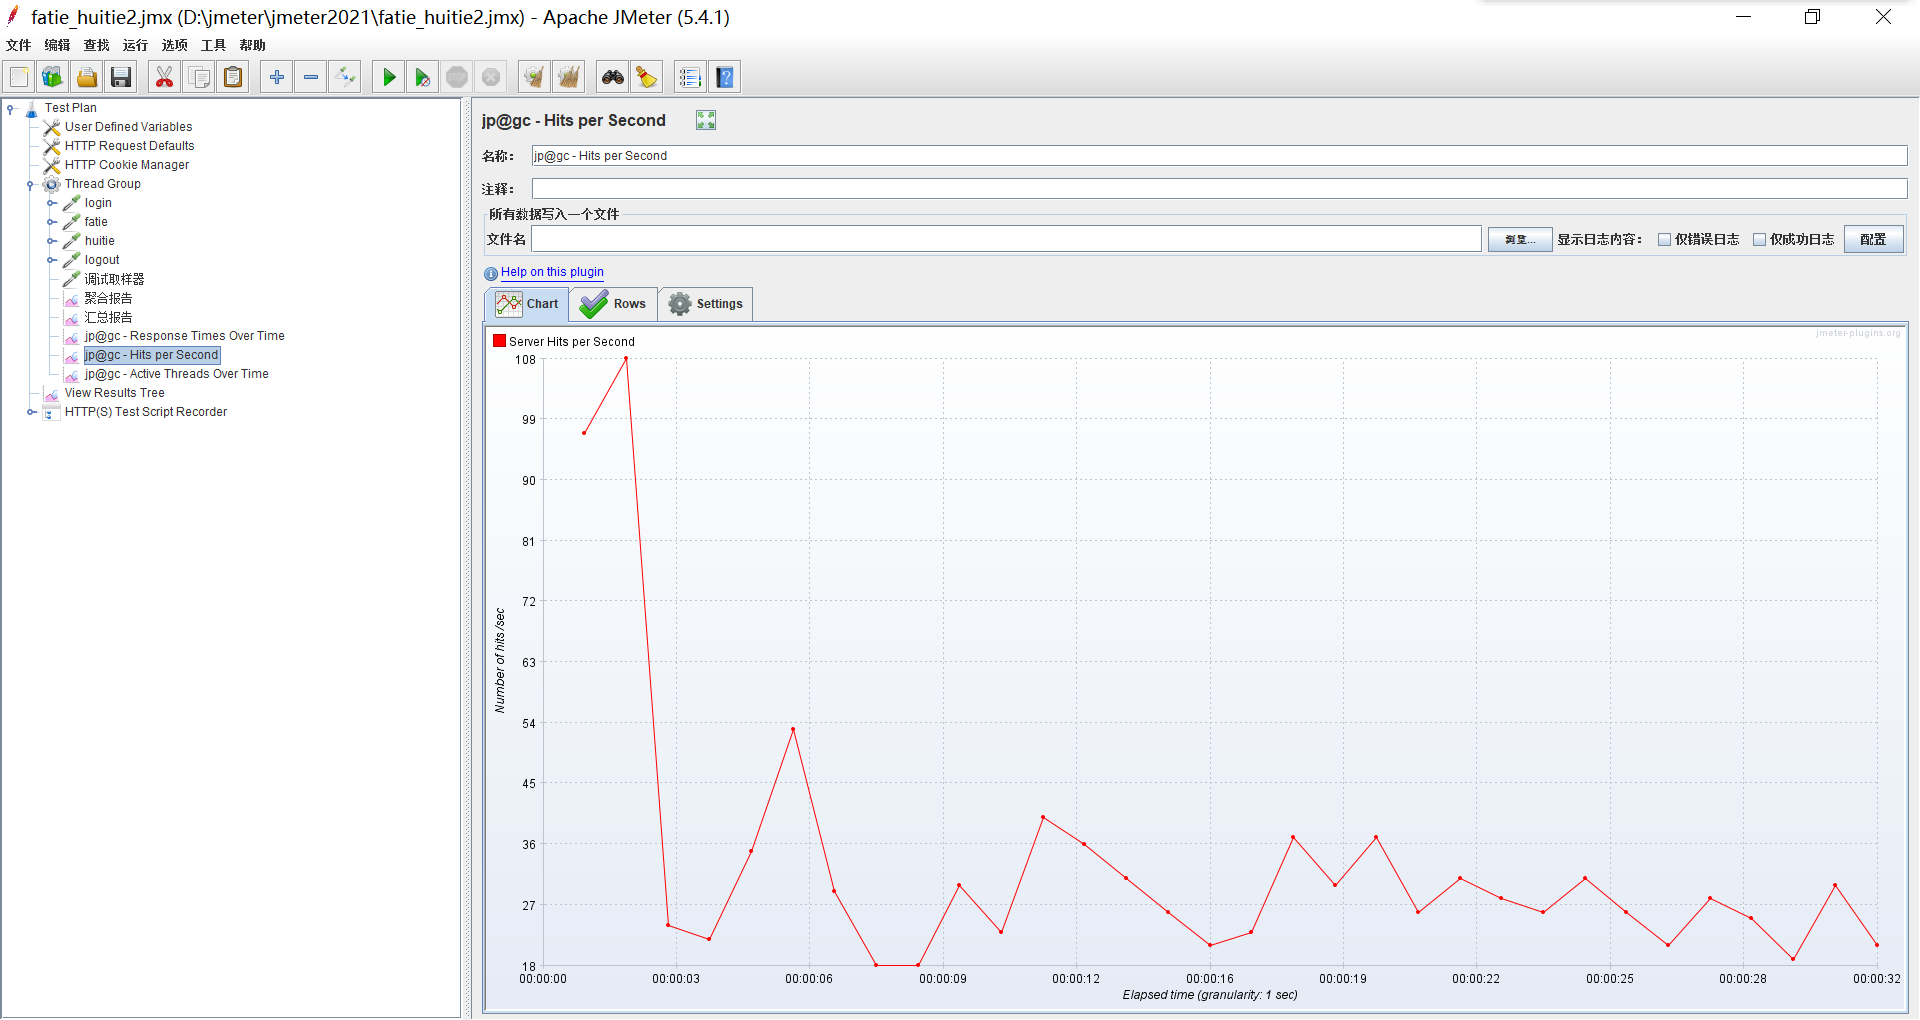 fatie_huitie2.jmx (D:\jmeter\jmeter2021\fatie_huitie2.jmx) - Apache JMeter (5.4.1)
文件 编辑 查找 运行 选项 工具 帮助
STOP
Test Plan
User Defined Variables
HTTP Request Defaults
HTTP Cookie Manager
Thread Group
login
fatie
huitie
logout
调试取样器
聚合报告
汇总报告
jp@gc - Response Times Over Time
jp@gc - Hits per Second
jp@gc - Active Threads Over Time
View Results Tree
HTTP(S) Test Script Recorder
jp@gc - Hits per Second
名称： jp@gc - Hits per Second
注释：
所有数据写入一个文件
文件名 浏览... 显示日志内容： 仅错误日志 仅成功日志 配置
Help on this plugin
Chart Rows Settings
jmeter-plugins.org
Server Hits per Second
108
99
90
81
72
63
54
45
36
27
18
Number of hits/sec
00:00:00 00:00:03 00:00:06 00:00:09 00:00:12 00:00:16 00:00:19 00:00:22 00:00:25 00:00:28 00:00:32
Elapsed time (granularity: 1 sec)